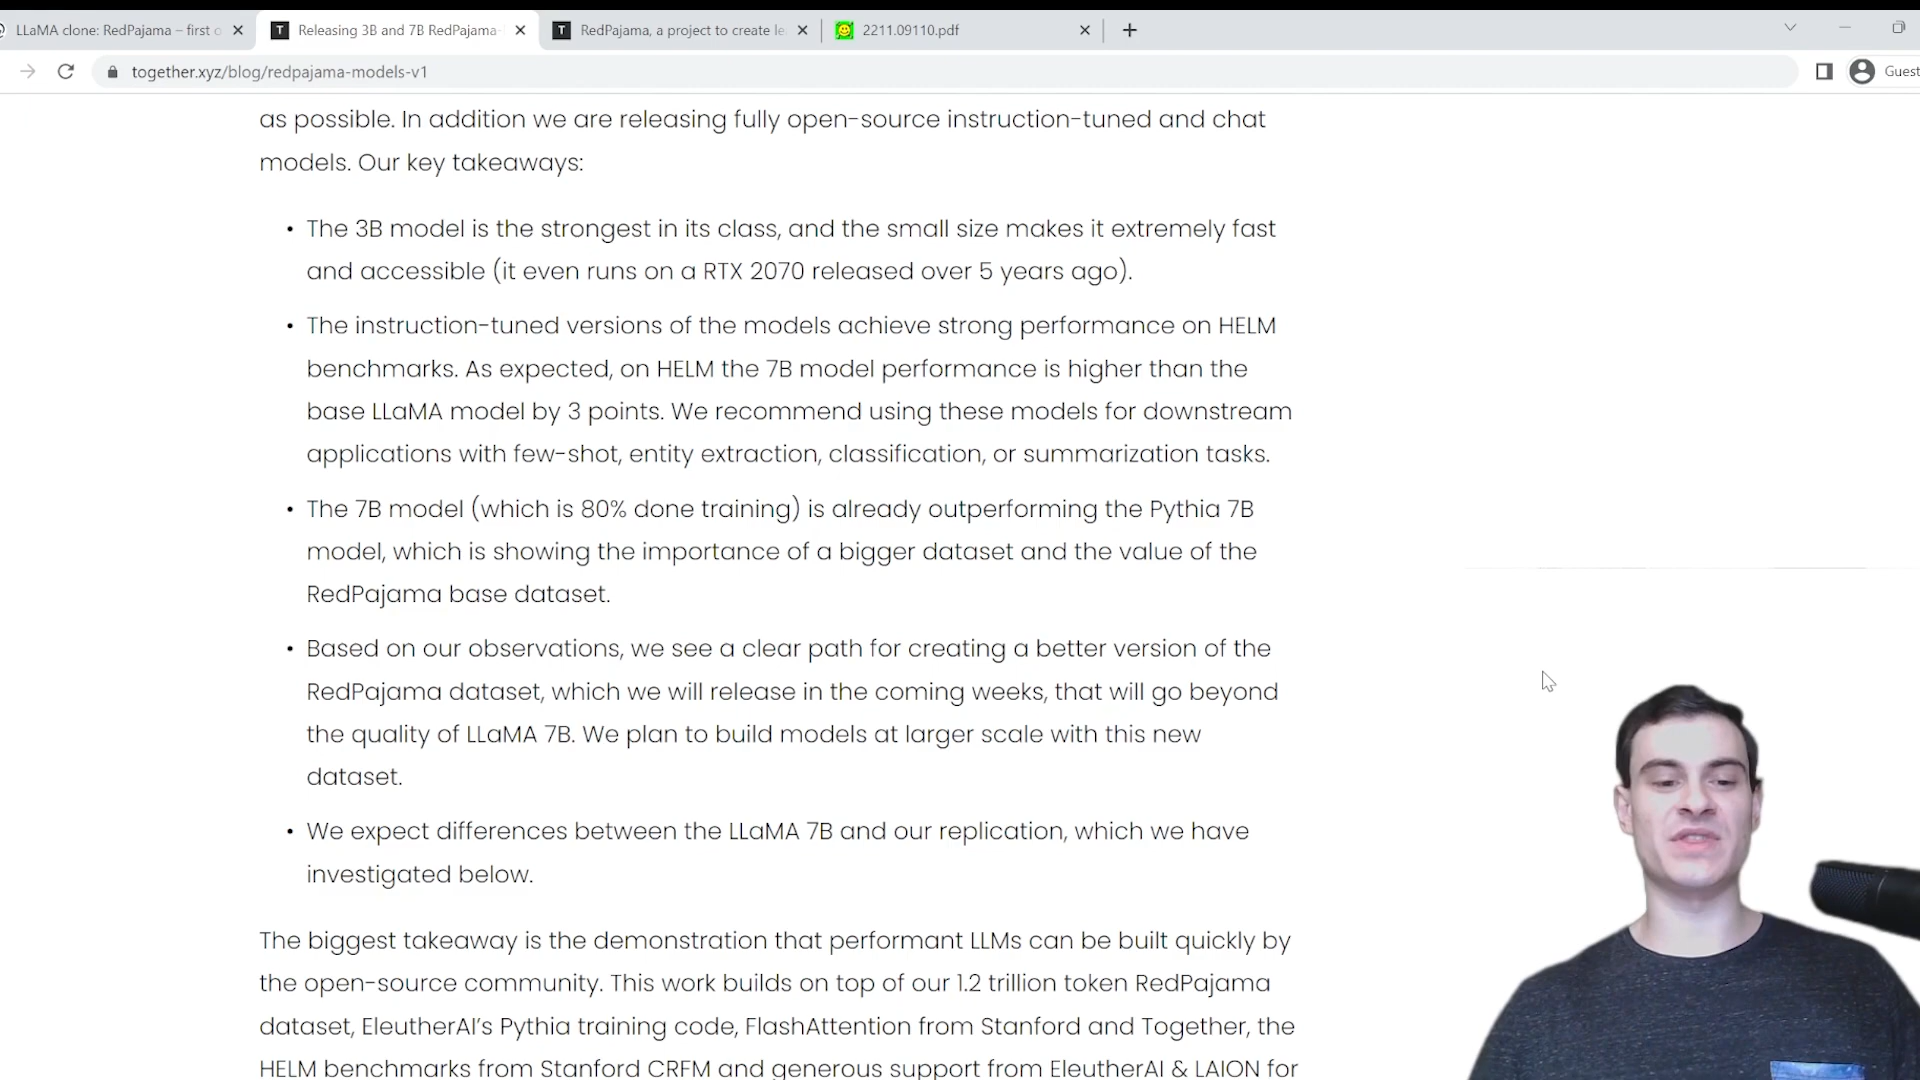 LLaMA clone: RedPajama – first o
Releasing 3B and 7B RedPajama-
RedPajama, a project to create le
2211.09110.pdf
together.xyz/blog/redpajama-models-v1
Guest
as possible. In addition we are releasing fully open-source instruction-tuned and chat
models. Our key takeaways:
• The 3B model is the strongest in its class, and the small size makes it extremely fast
and accessible (it even runs on a RTX 2070 released over 5 years ago).
• The instruction-tuned versions of the models achieve strong performance on HELM
benchmarks. As expected, on HELM the 7B model performance is higher than the
base LLaMA model by 3 points. We recommend using these models for downstream
applications with few-shot, entity extraction, classification, or summarization tasks.
• The 7B model (which is 80% done training) is already outperforming the Pythia 7B
model, which is showing the importance of a bigger dataset and the value of the
RedPajama base dataset.
• Based on our observations, we see a clear path for creating a better version of the
RedPajama dataset, which we will release in the coming weeks, that will go beyond
the quality of LLaMA 7B. We plan to build models at larger scale with this new
dataset.
• We expect differences between the LLaMA 7B and our replication, which we have
investigated below.
The biggest takeaway is the demonstration that performant LLMs can be built quickly by
the open-source community. This work builds on top of our 1.2 trillion token RedPajama
dataset, EleutherAI's Pythia training code, FlashAttention from Stanford and Together, the
HELM benchmarks from Stanford CRFM and generous support from EleutherAI & LAION for